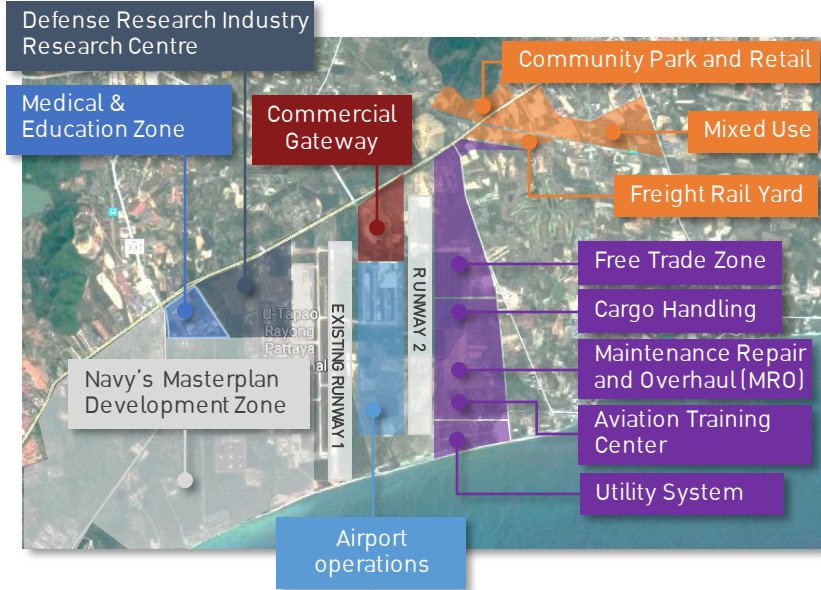 Defense Research Industry
Research Centre
Medical &
Education Zone
Commercial
Gateway
Community Park and Retail
Mixed Use
Freight Rail Yard
Free Trade Zone
Cargo Handling
Maintenance Repair
and Overhaul (MRO)
Aviation Training
Center
Utility System
EXISTING RUNWAY 1
RUNWAY 2
U-Tapao
Rayong
Pattaya
Navy's Masterplan
Development Zone
Airport
operations